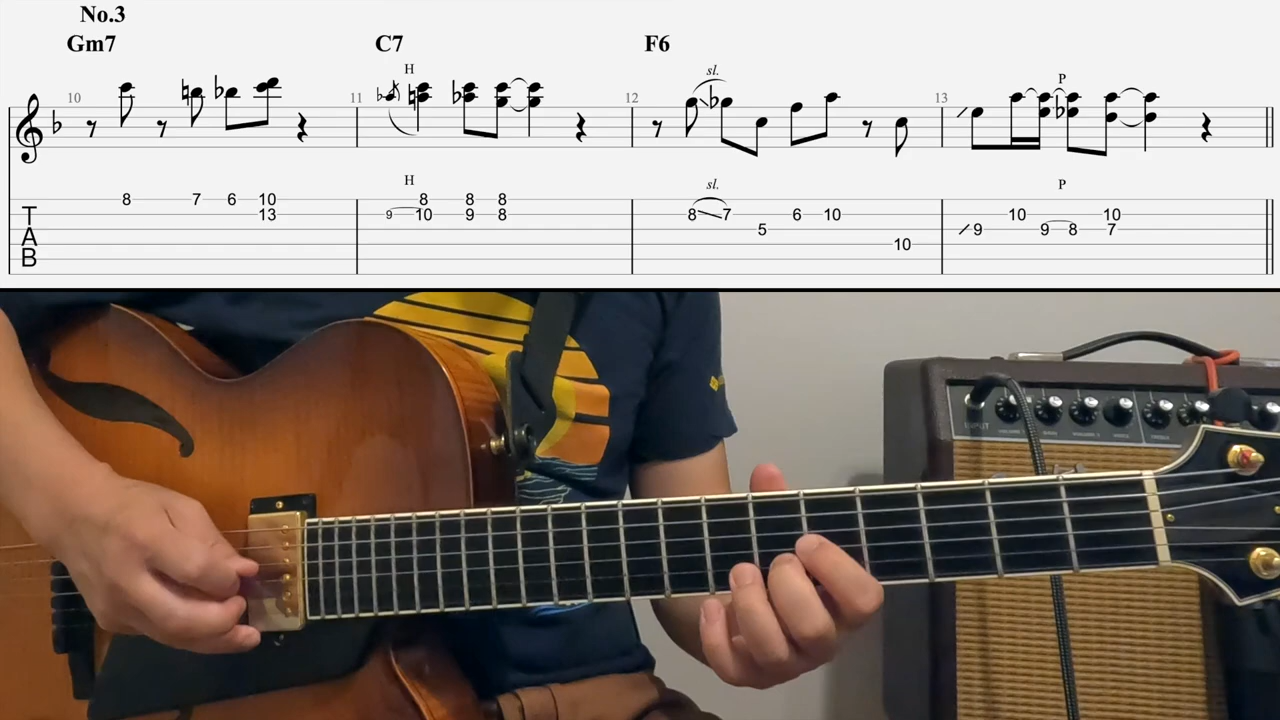 No.3
Gm7 C7 F6
H sl. P
10 11 12 13
H sl. P
8 7 6 10 8 8 8
T 13 9 10 9 8 8 7 6 10 10 10
A 5 9 9 8 7
B 10
INPUT